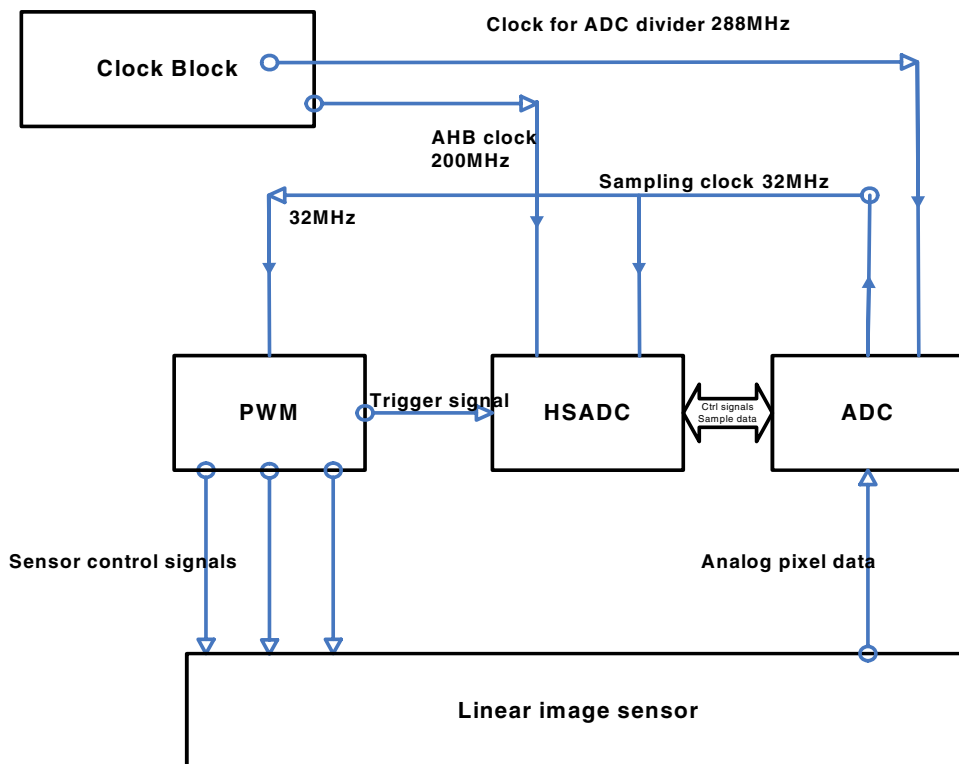 Clock for ADC divider 288MHz
Clock Block
AHB clock
200MHz
Sampling clock 32MHz
32MHz
PWM
Trigger signal
HSADC
Ctrl signals
Sample data
ADC
Sensor control signals
Analog pixel data
Linear image sensor